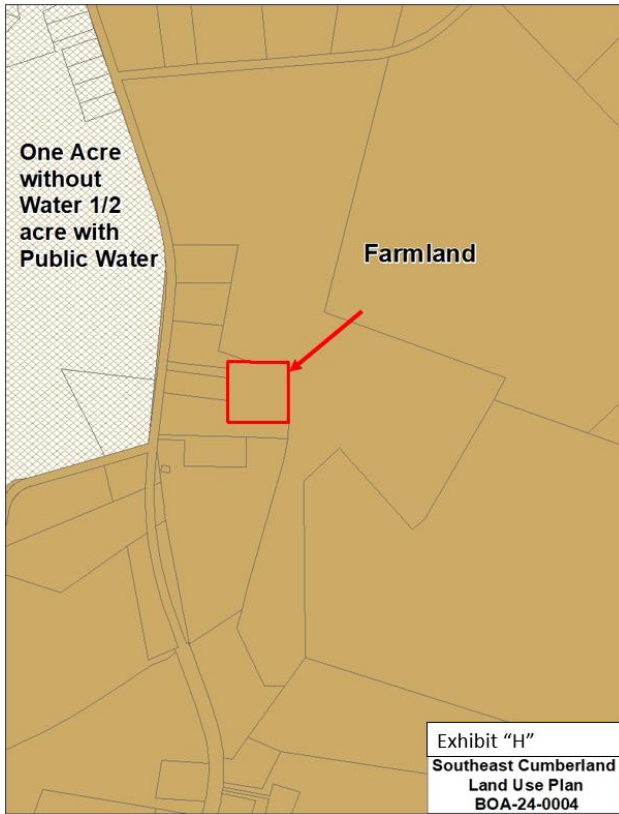 One Acre
without
Water 1/2
acre with
Public Water
Farmland
Exhibit “H”
Southeast Cumberland
Land Use Plan
BOA-24-0004